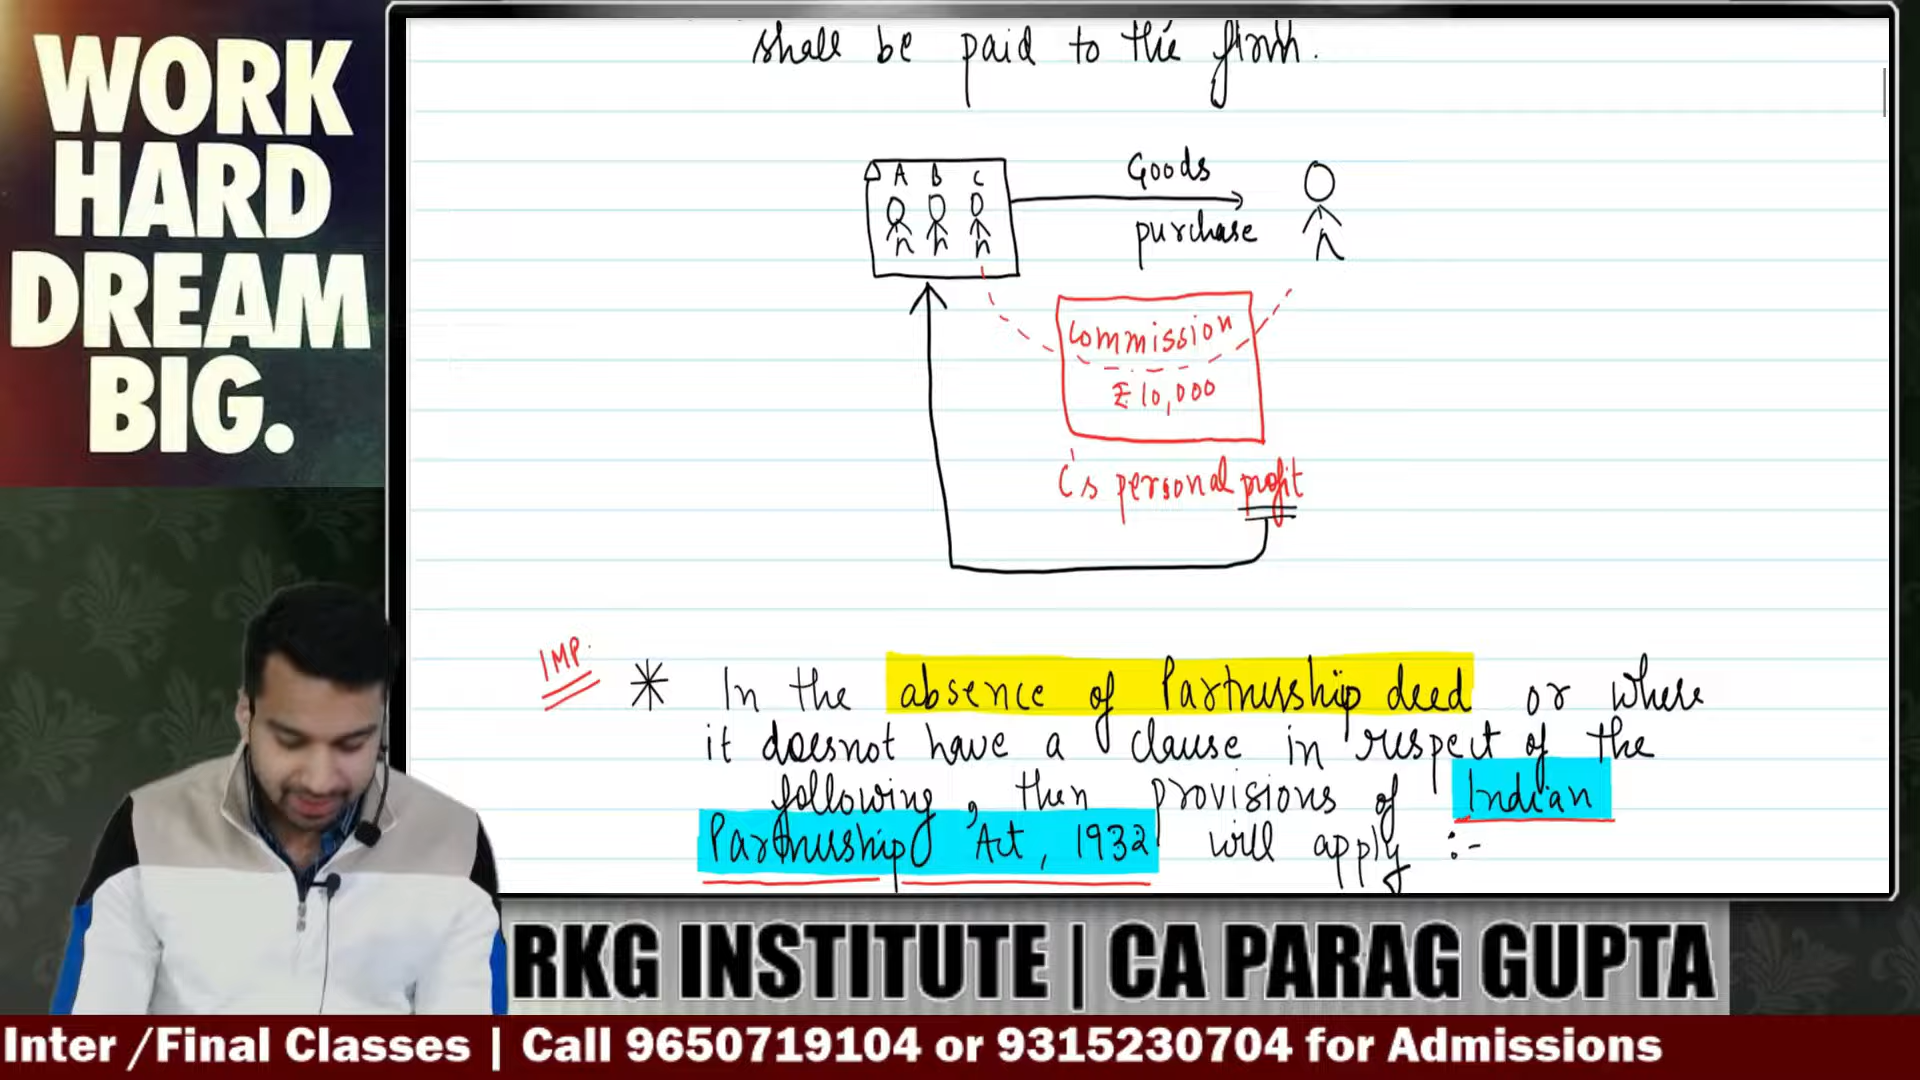 WORK
HARD
DREAM
BIG.
shall be paid to the firm.
A B C
Goods
purchase
Commission
₹10,000
C's personal profit
IMP.
* In the absence of Partnership deed or where
it doesnot have a clause in respect of the
following, then provisions of Indian
Partnership Act, 1932 will apply :-
RKG INSTITUTE | CA PARAG GUPTA
Inter /Final Classes | Call 9650719104 or 9315230704 for Admissions